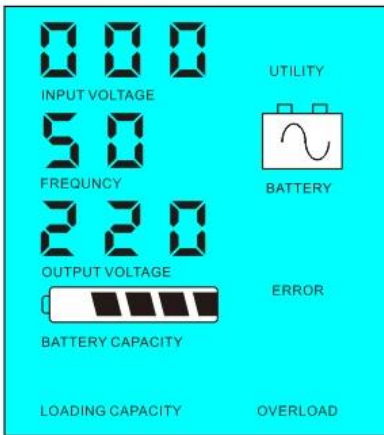 000
UTILITY
INPUT VOLTAGE
50
FREQUNCY
BATTERY
220
OUTPUT VOLTAGE
ERROR
BATTERY CAPACITY
LOADING CAPACITY
OVERLOAD